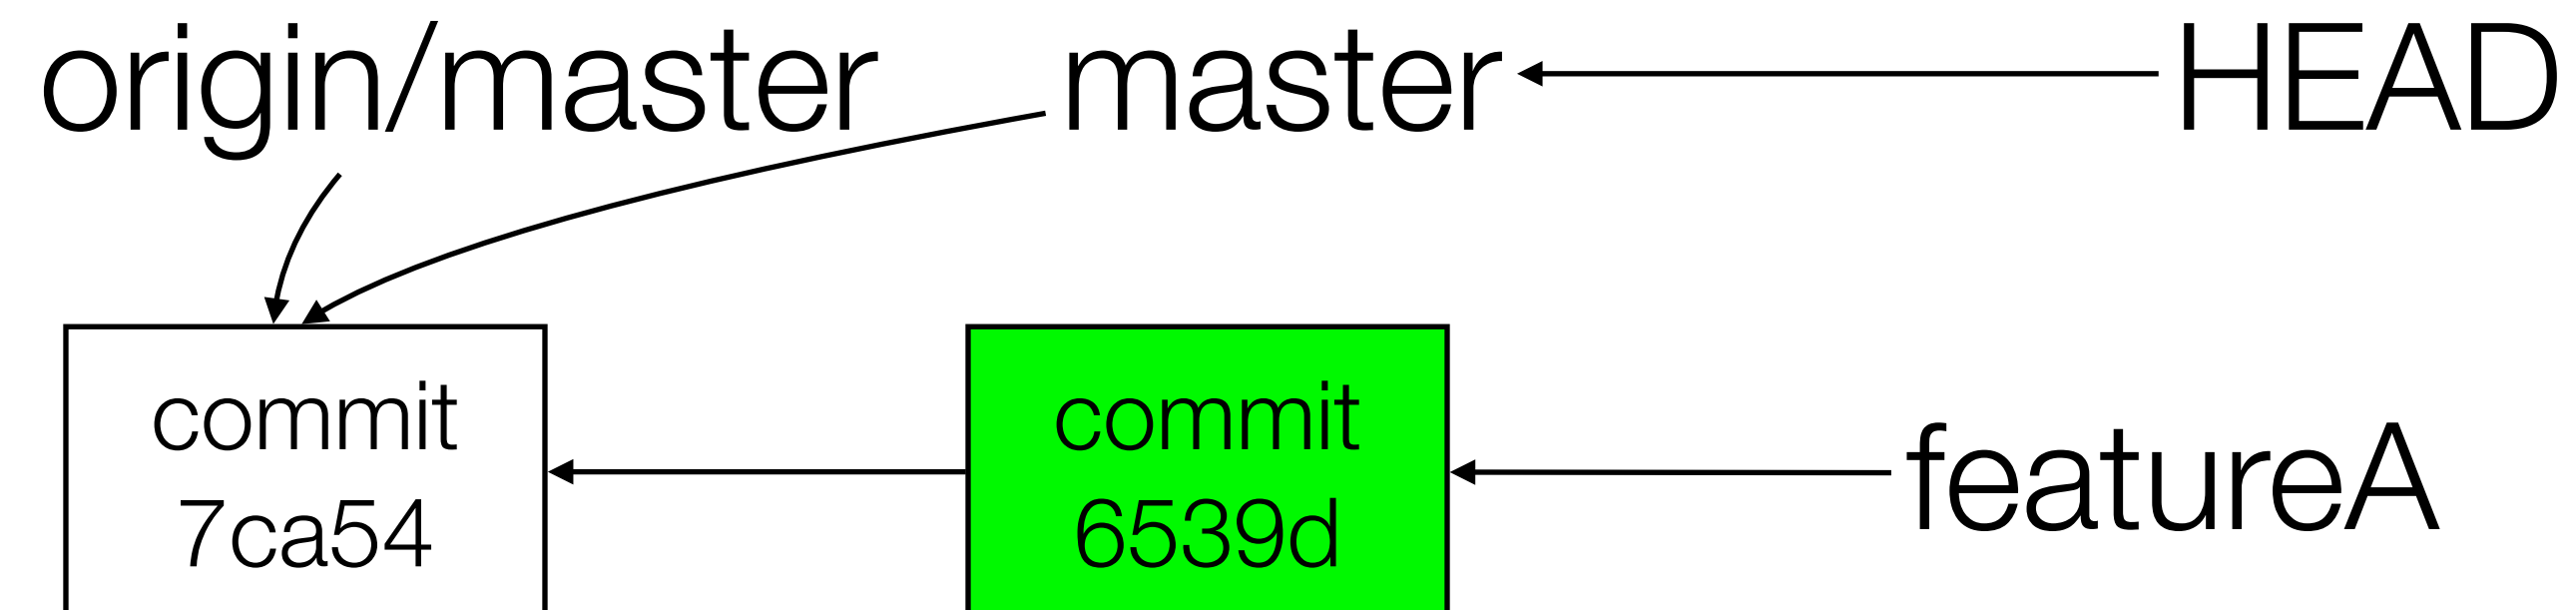 origin/master master HEAD
commit
7ca54
commit
6539d
featureA